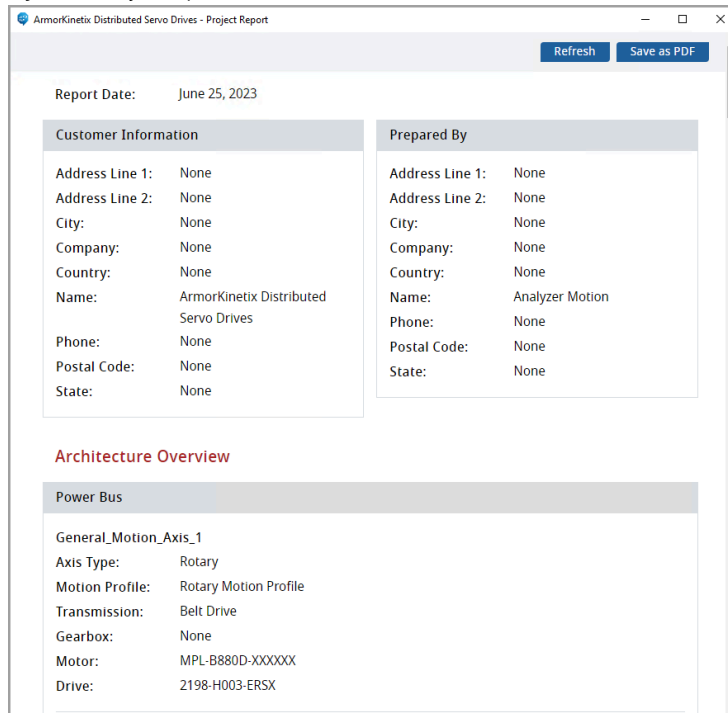 ArmorKinetix Distributed Servo Drives - Project Report
Refresh Save as PDF
Report Date: June 25, 2023
Customer Information
Address Line 1: None
Address Line 2: None
City: None
Company: None
Country: None
Name: ArmorKinetix Distributed
Servo Drives
Phone: None
Postal Code: None
State: None
Prepared By
Address Line 1: None
Address Line 2: None
City: None
Company: None
Country: None
Name: Analyzer Motion
Phone: None
Postal Code: None
State: None
Architecture Overview
Power Bus
General_Motion_Axis_1
Axis Type: Rotary
Motion Profile: Rotary Motion Profile
Transmission: Belt Drive
Gearbox: None
Motor: MPL-B880D-XXXXXX
Drive: 2198-H003-ERSX